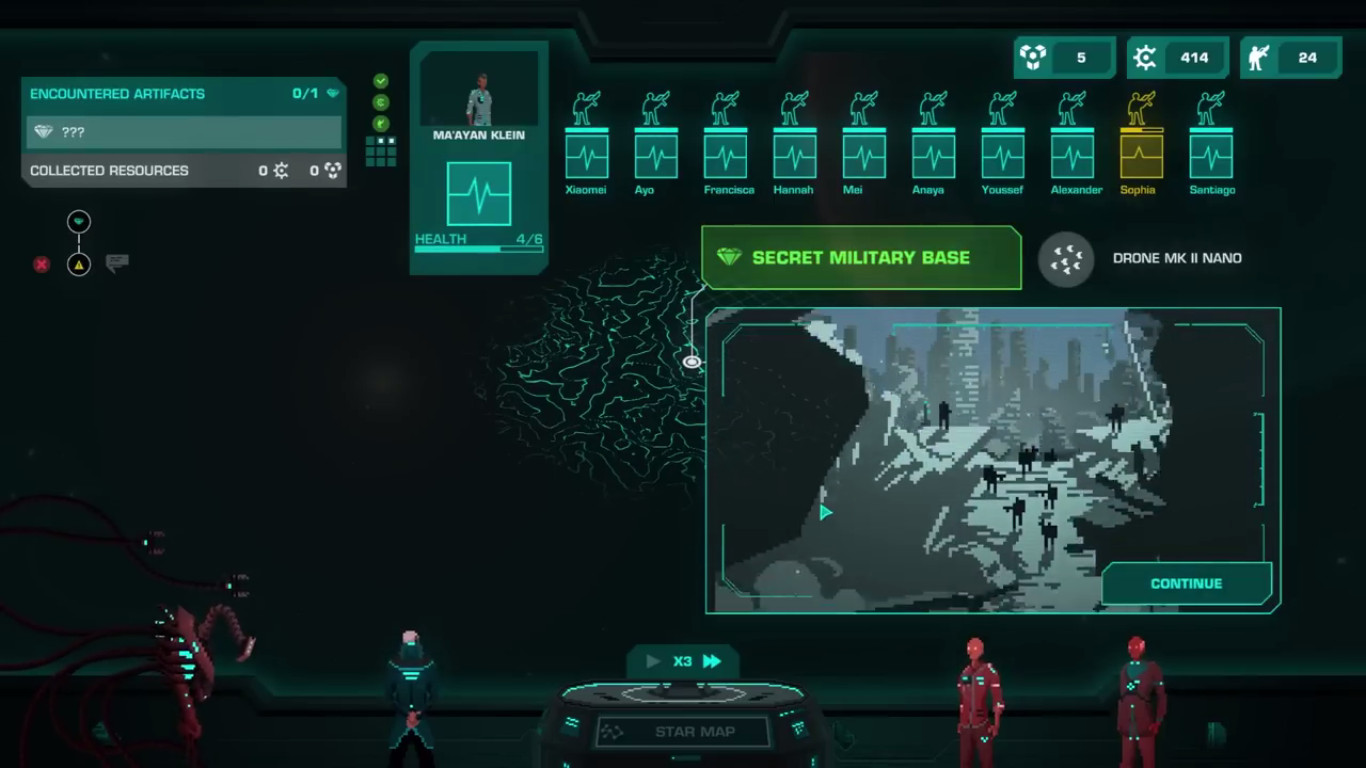 ENCOUNTERED ARTIFACTS 0/1
???
COLLECTED RESOURCES 0 0
MA'AYAN KLEIN
HEALTH 4/6
5 414 24
Xiaomei Ayo Francisca Hannah Mei Anaya Youssef Alexander Sophia Santiago
SECRET MILITARY BASE
DRONE MK II NANO
CONTINUE
X3
STAR MAP